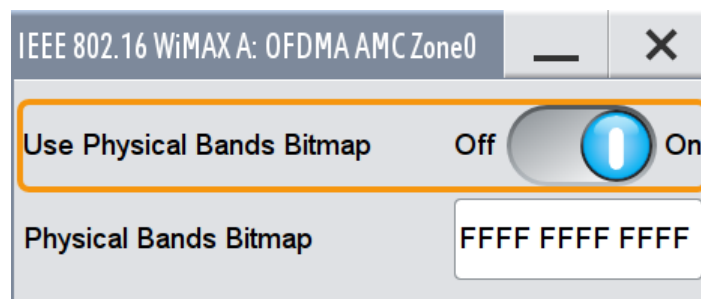 IEEE 802.16 WiMAX A: OFDMA AMC Zone0
Use Physical Bands Bitmap Off On
Physical Bands Bitmap FFFF FFFF FFFF